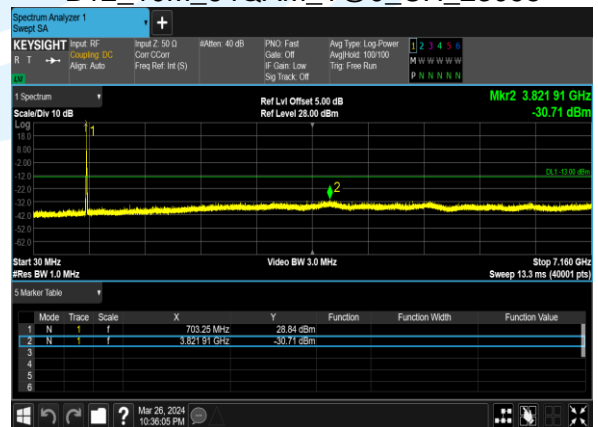 Spectrum Analyzer 1
Swept SA
+
KEYSIGHT Input: RF Input Z: 50 Ω #Atten: 40 dB PNO: Fast Avg Type: Log-Power 1 2 3 4 5 6
R T Coupling: DC Corr CCorr Gate: Off Avg|Hold: 100/100 M W W W W W
Align: Auto Freq Ref: Int (S) IF Gain: Low Trig: Free Run
Sig Track: Off P N N N N N
LW
1 Spectrum Ref Lvl Offset 5.00 dB Mkr2 3.821 91 GHz
Scale/Div 10 dB Ref Level 28.00 dBm -30.71 dBm
Log
1
18.0
8.00
-2.00
-12.0 DL1 -13.00 dBm
-22.0 2
-32.0
-42.0
-52.0
-62.0
Start 30 MHz Video BW 3.0 MHz Stop 7.160 GHz
#Res BW 1.0 MHz Sweep 13.3 ms (40001 pts)
5 Marker Table
Mode Trace Scale X Y Function Function Width Function Value
1 N 1 f 703.25 MHz 28.84 dBm
2 N 1 f 3.821 91 GHz -30.71 dBm
3
4
5
6
? Mar 26, 2024
10:36:05 PM